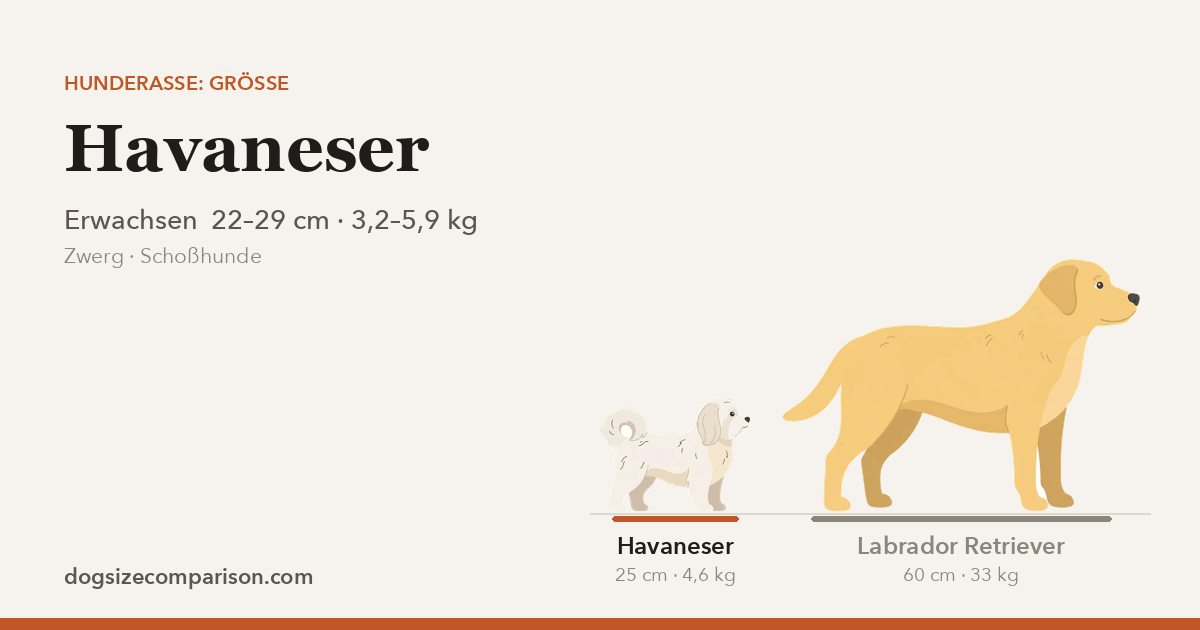 HUNDERASSE: GRÖSSE
Havaneser
Erwachsen 22–29 cm · 3,2–5,9 kg
Zwerg · Schoßhunde
Havaneser
25 cm · 4,6 kg
Labrador Retriever
60 cm · 33 kg
dogsizecomparison.com